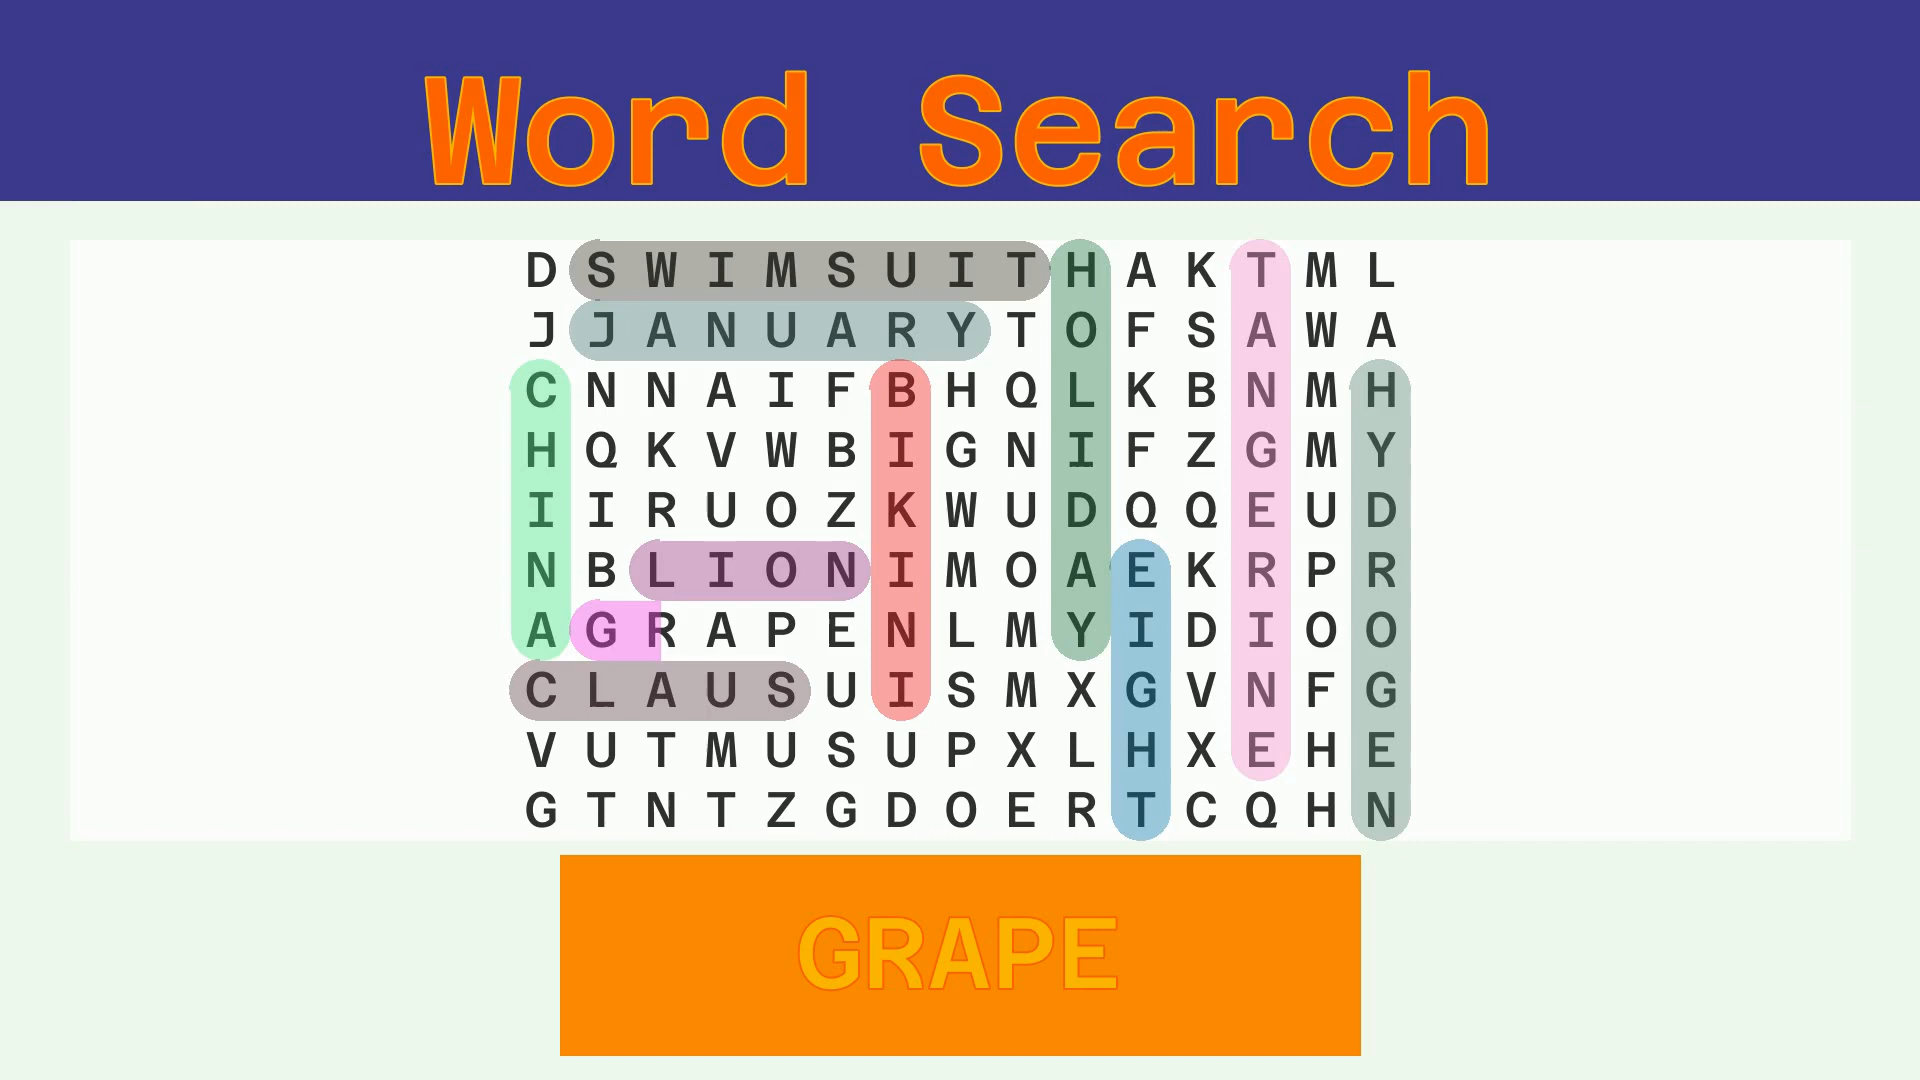 Word Search
D S W I M S U I T H A K T M L
J J A N U A R Y T O F S A W A
C N N A I F B H Q L K B N M H
H Q K V W B I G N I F Z G M Y
I I R U O Z K W U D Q Q E U D
N B L I O N I M O A E K R P R
A G R A P E N L M Y I D I O O
C L A U S U I S M X G V N F G
V U T M U S U P X L H X E H E
G T N T Z G D O E R T C Q H N
GRAPE